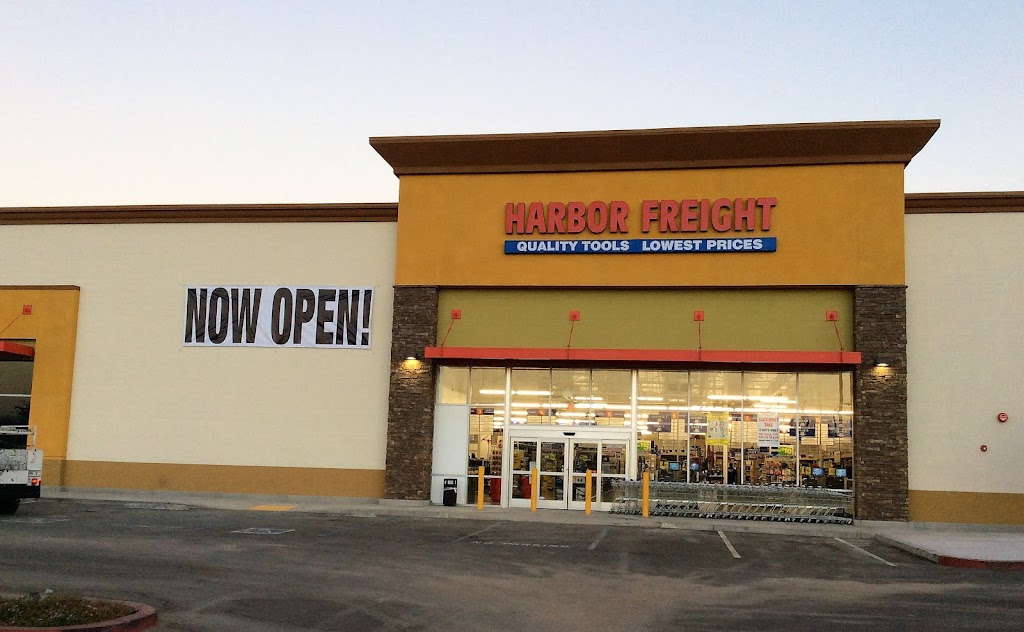 HARBOR FREIGHT
QUALITY TOOLS LOWEST PRICES
NOW OPEN!